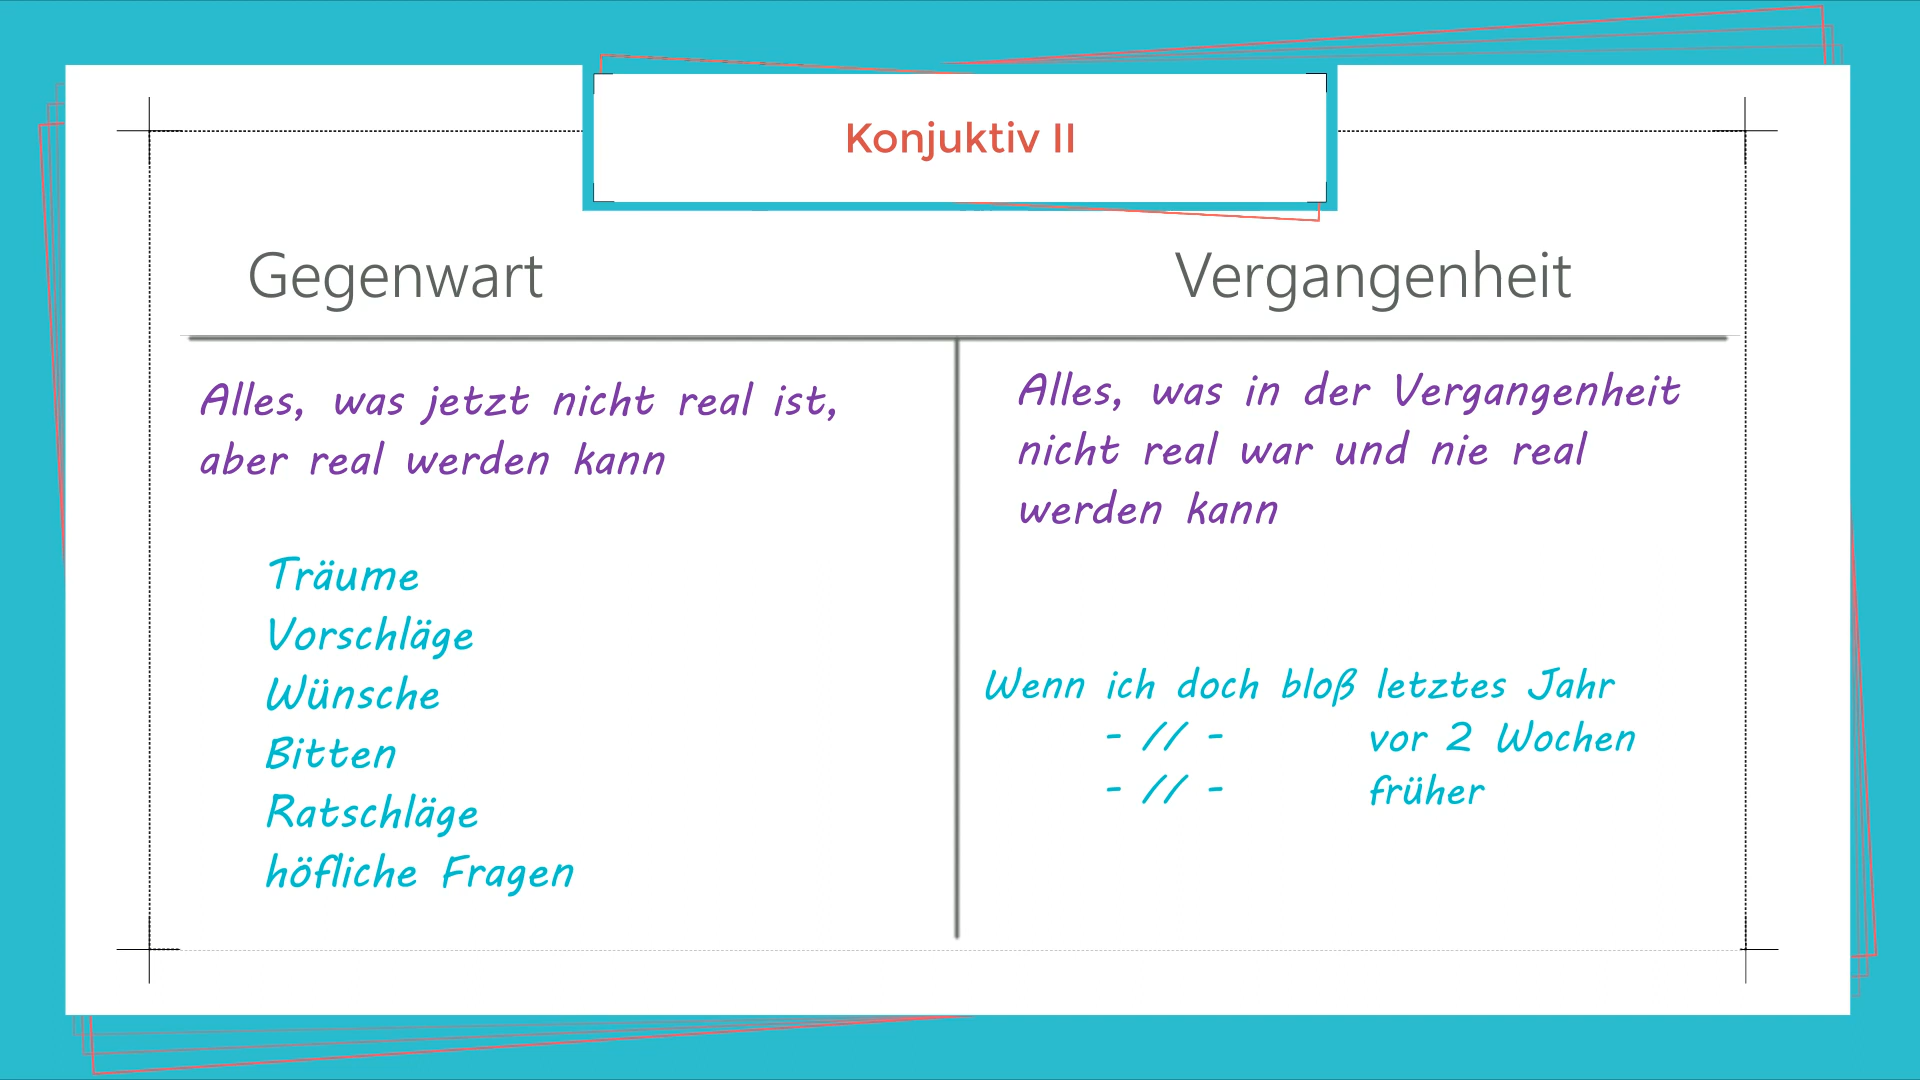 Konjuktiv II
Gegenwart
Alles, was jetzt nicht real ist,
aber real werden kann
Träume
Vorschläge
Wünsche
Bitten
Ratschläge
höfliche Fragen
Vergangenheit
Alles, was in der Vergangenheit
nicht real war und nie real
werden kann
Wenn ich doch bloß letztes Jahr
- // - vor 2 Wochen
- // - früher